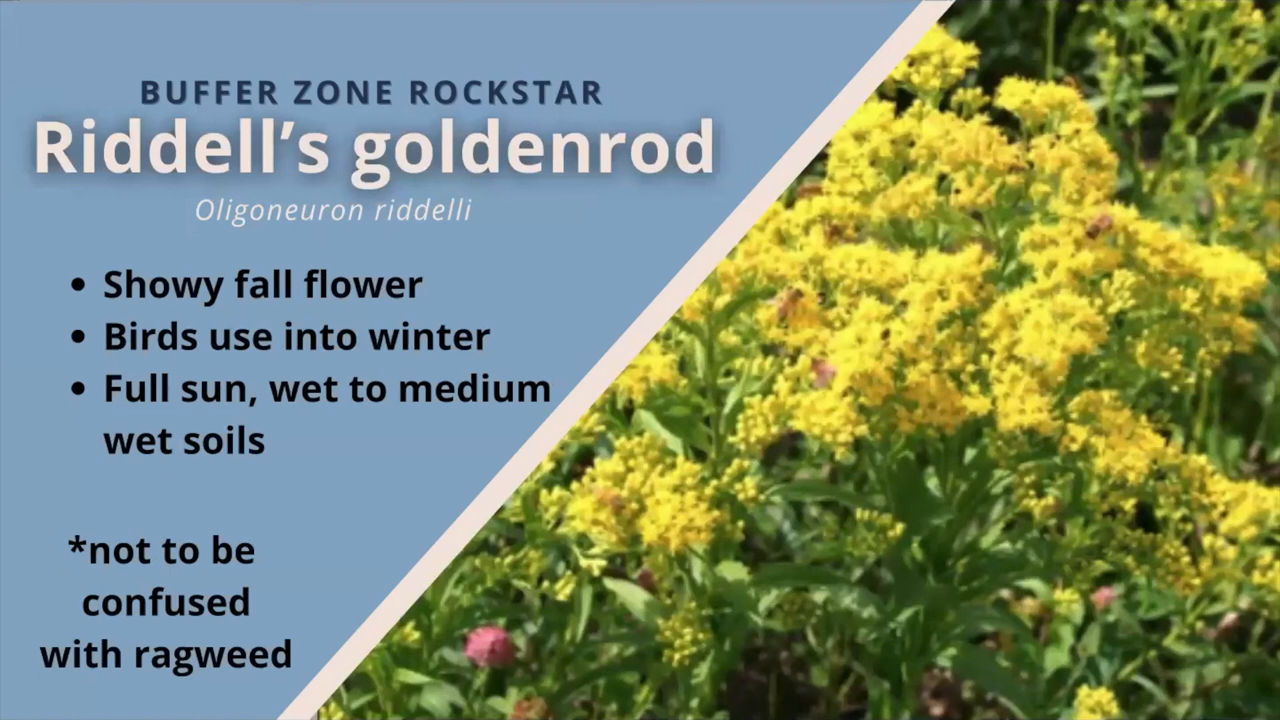 BUFFER ZONE ROCKSTAR
Riddell's goldenrod
Oligoneuron riddelli
• Showy fall flower
• Birds use into winter
• Full sun, wet to medium
wet soils
*not to be
confused
with ragweed